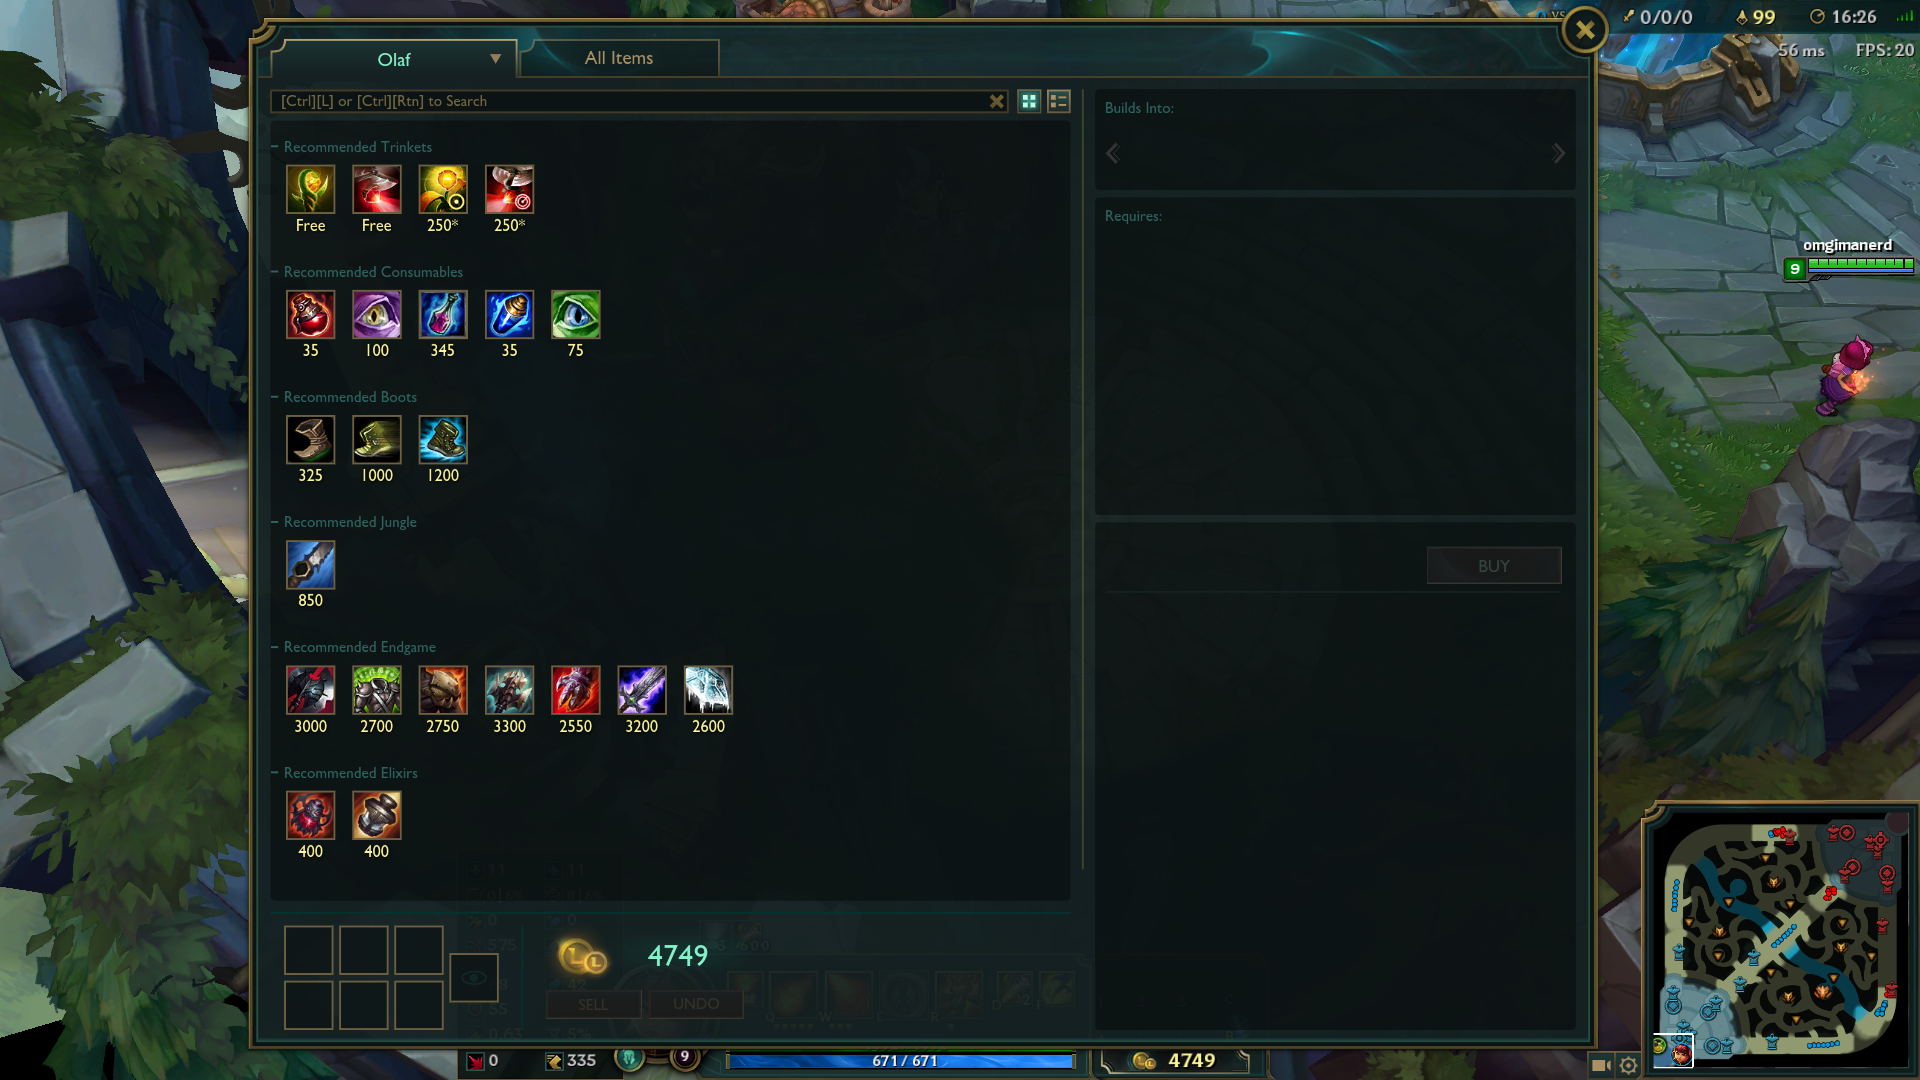 Olaf
All Items
VS
0/0/0
99
16:26
56 ms
FPS: 20
[Ctrl][L] or [Ctrl][Rtn] to Search
Builds Into:
Requires:
Recommended Trinkets
Free
Free
250*
250*
Recommended Consumables
35
100
345
35
75
Recommended Boots
325
1000
1200
Recommended Jungle
850
Recommended Endgame
3000
2700
2750
3300
2550
3200
2600
Recommended Elixirs
400
400
BUY
omgimanerd
9
4749
SELL
UNDO
0
335
9
671 / 671
4749